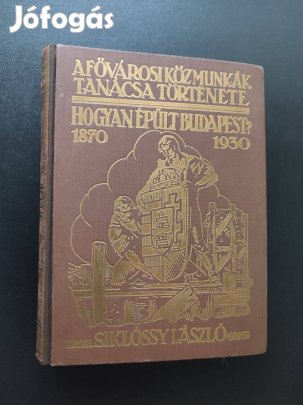 Jófogás
A FŐVÁROSI KÖZMUNKÁK
TANÁCSA TÖRTÉNETE
HOGYAN ÉPÜLT BUDAPEST?
1870 1930
SIKLÓSSY LÁSZLÓ